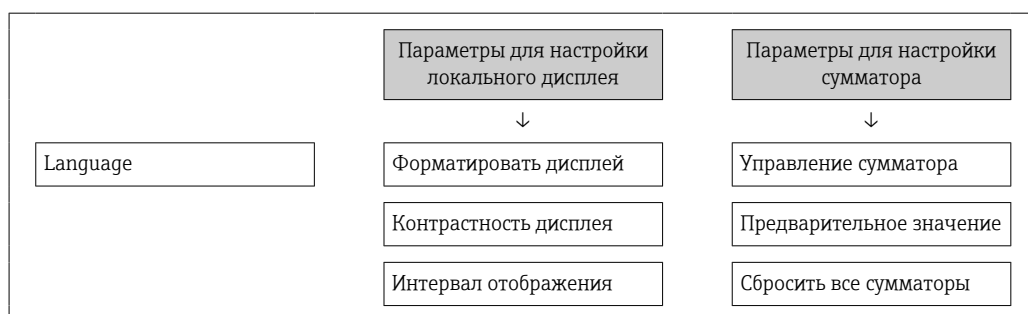 Параметры для настройки
локального дисплея
Параметры для настройки
сумматора
↓
↓
Language
Форматировать дисплей
Управление сумматора
Контрастность дисплея
Предварительное значение
Интервал отображения
Сбросить все сумматоры